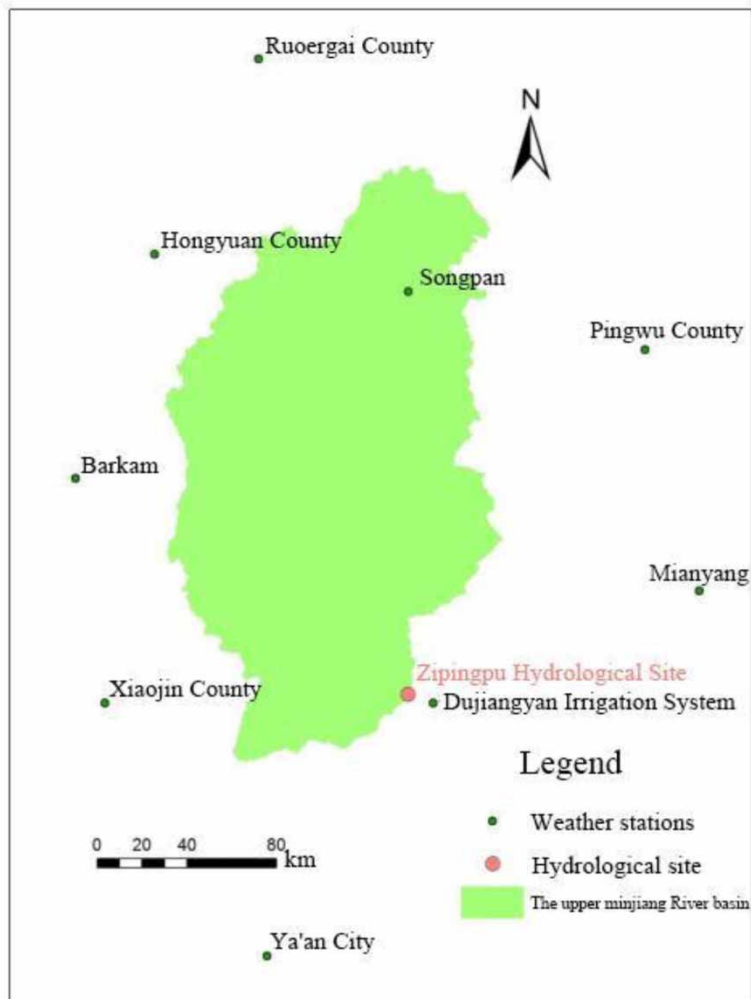 Ruoergai County
N
Hongyuan County
Songpan
Pingwu County
Barkam
Mianyang
Zipingpu Hydrological Site
Xiaojin County
Dujiangyan Irrigation System
Legend
Weather stations
0 20 40 80
km
Hydrological site
The upper minjiang River basin
Ya'an City